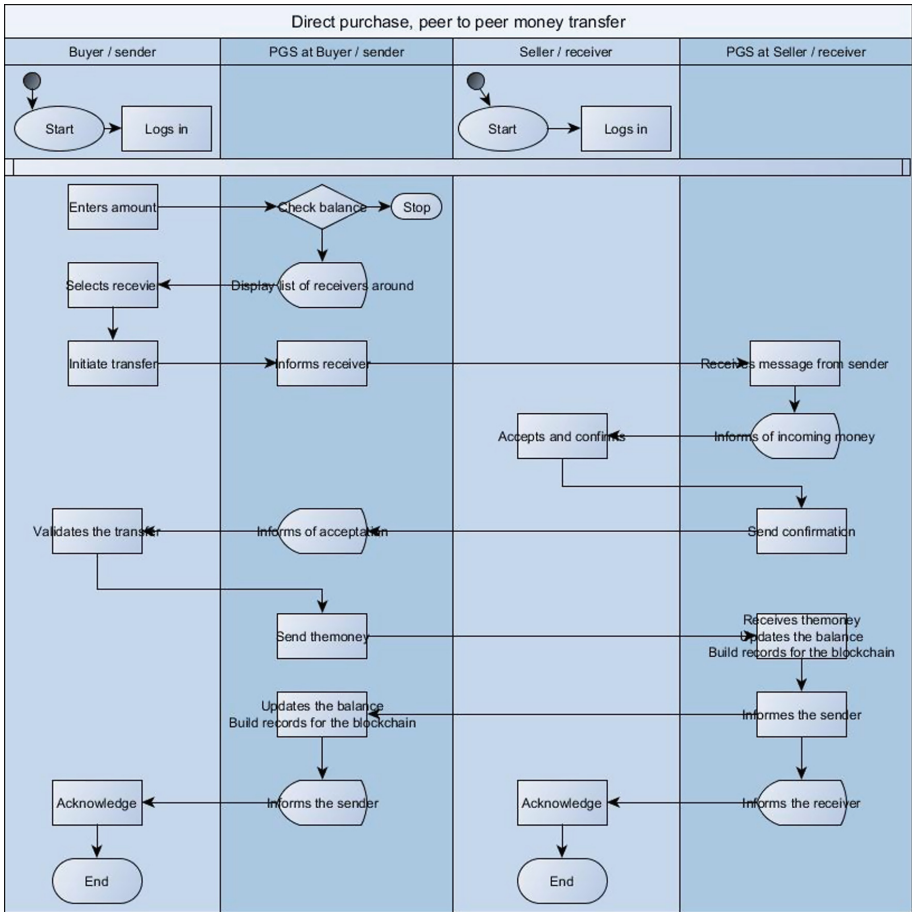 Direct purchase, peer to peer money transfer
Buyer / sender
PGS at Buyer / sender
Seller / receiver
PGS at Seller / receiver
Start
Logs in
Start
Logs in
Enters amount
Check balance
Stop
Selects recevier
Display list of receivers around
Initiate transfer
Informs receiver
Receives message from sender
Accepts and confirms
Informs of incoming money
Validates the transfer
Informs of acceptation
Send confirmation
Send themoney
Receives themoney
Updates the balance
Build records for the blockchain
Updates the balance
Build records for the blockchain
Informes the sender
Acknowledge
Informs the sender
Acknowledge
Informs the receiver
End
End